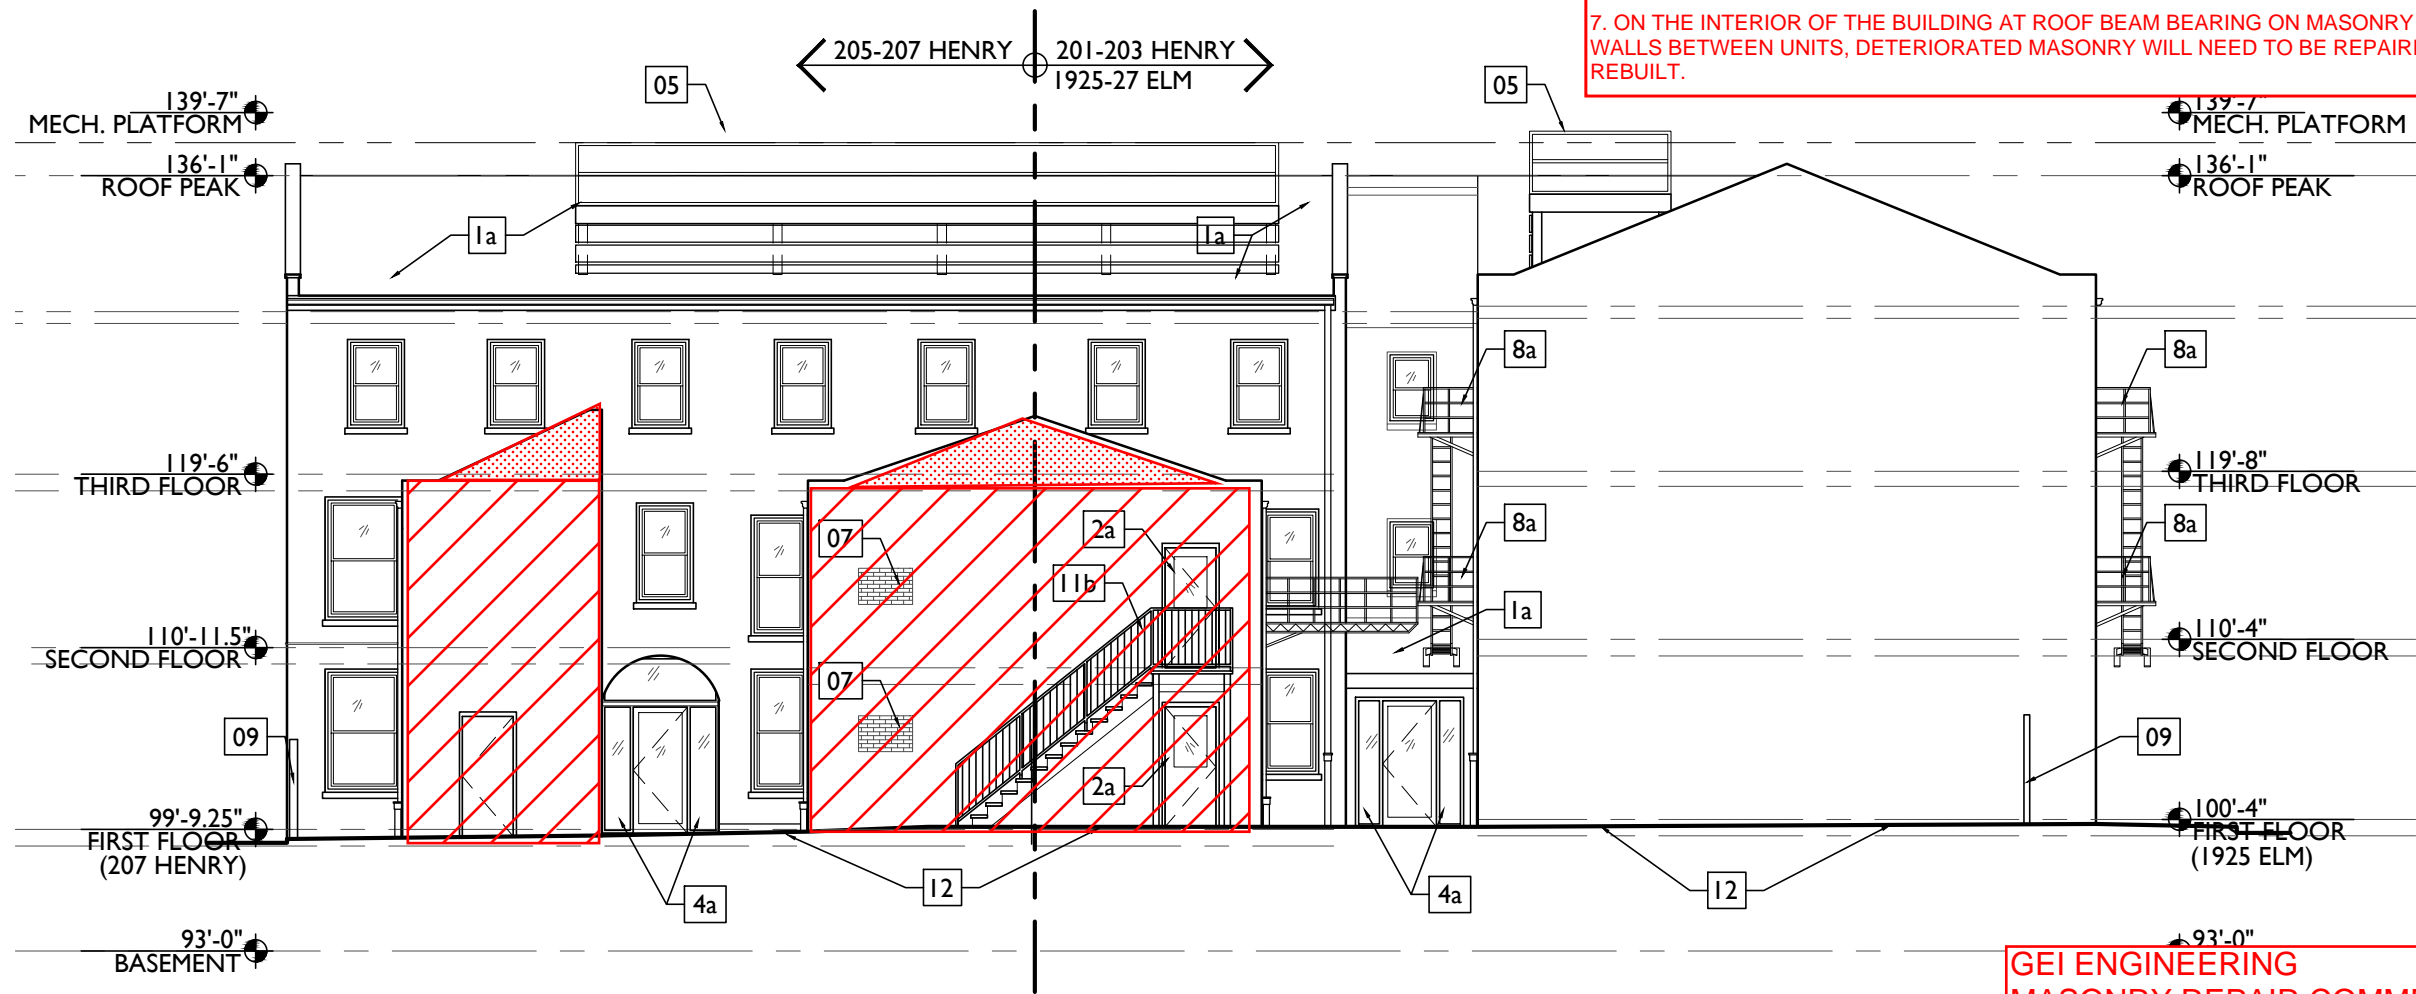 7. ON THE INTERIOR OF THE BUILDING AT ROOF BEAM BEARING ON MASONRY
WALLS BETWEEN UNITS, DETERIORATED MASONRY WILL NEED TO BE
REBUILT.
205-207 HENRY
201-203 HENRY
1925-27 ELM
05
05
139'-7"
MECH. PLATFORM
139'-7"
MECH. PLATFORM
136'-1"
ROOF PEAK
136'-1"
ROOF PEAK
1a
1a
8a
8a
119'-6"
THIRD FLOOR
119'-8"
THIRD FLOOR
07
2a
8a
8a
11b
1a
110'-11.5"
SECOND FLOOR
110'-4"
SECOND FLOOR
07
09
2a
09
99'-9.25"
FIRST FLOOR
(207 HENRY)
100'-4"
FIRST FLOOR
(1925 ELM)
4a
12
4a
12
93'-0"
BASEMENT
93'-0"
GEI ENGINEERING
MASONRY REPAIR